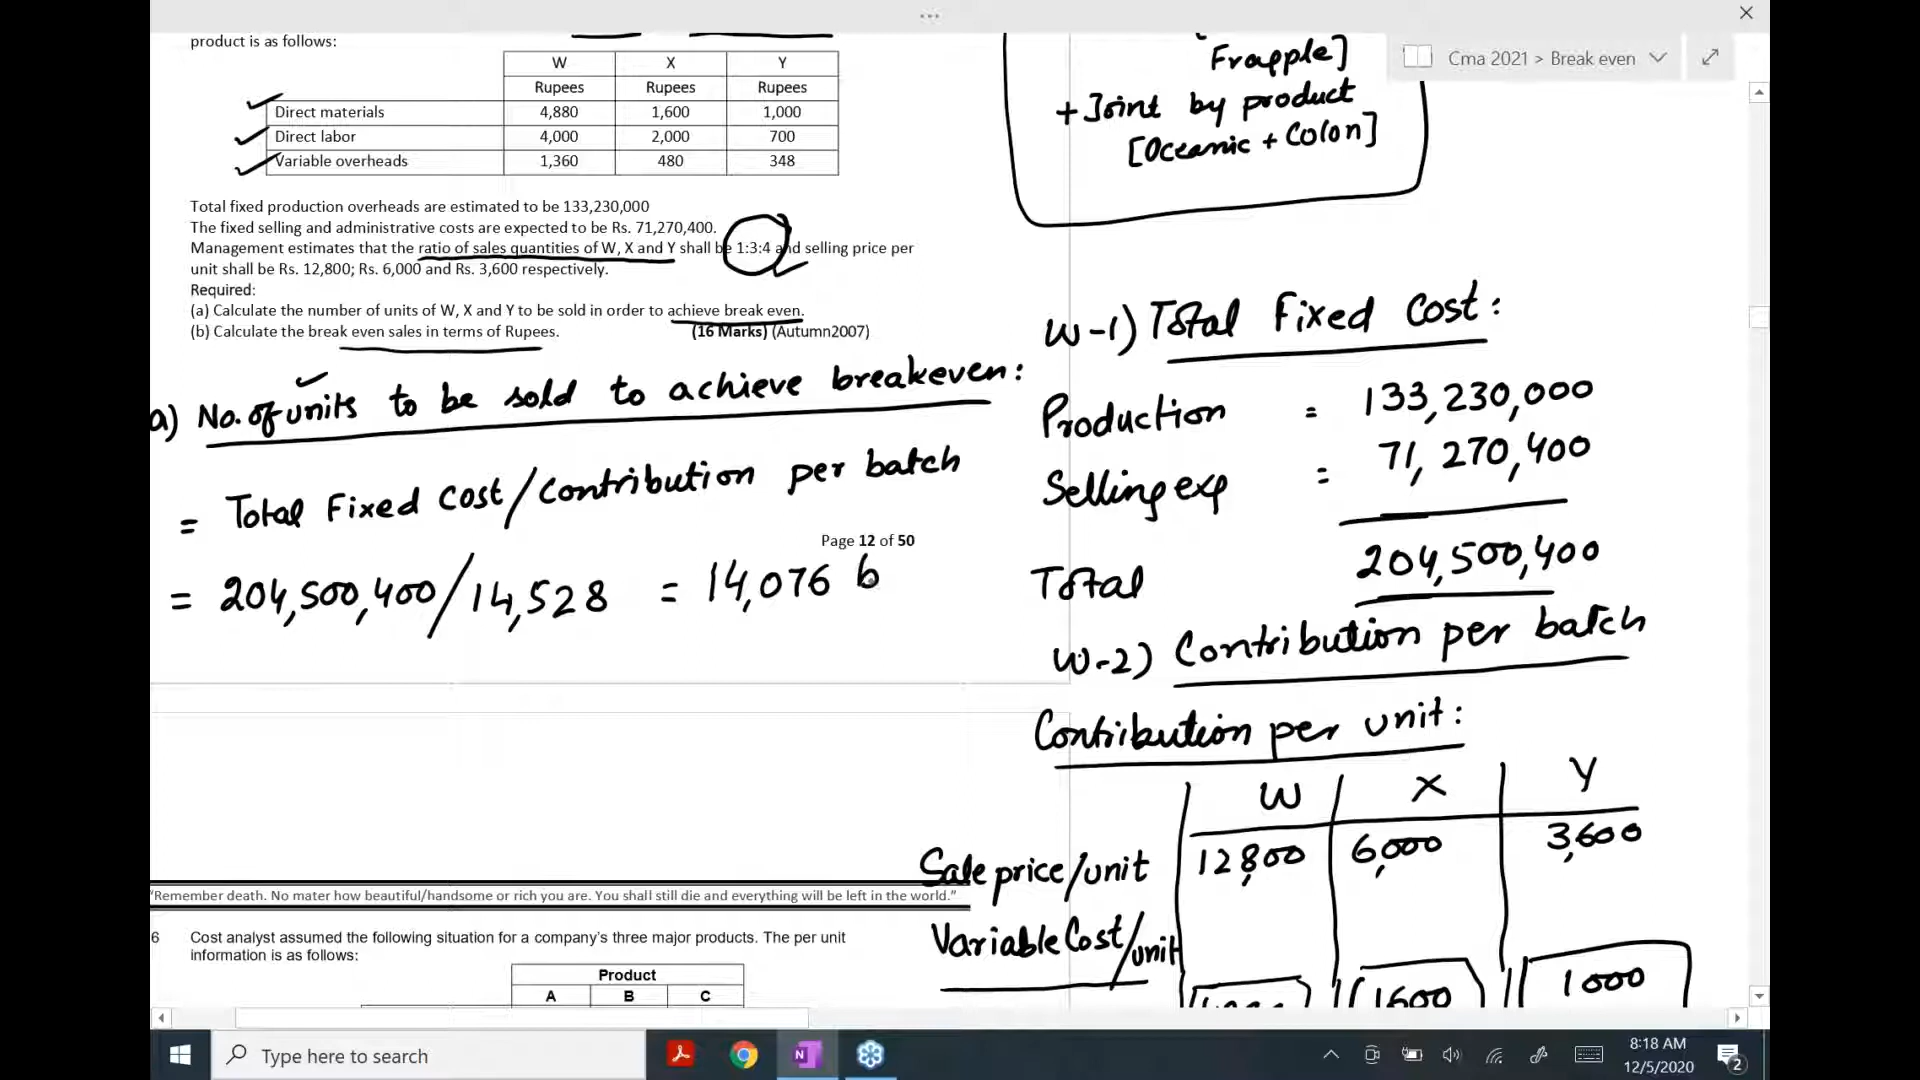 product is as follows:
W X Y
Rupees Rupees Rupees
Direct materials 4,880 1,600 1,000
Direct labor 4,000 2,000 700
Variable overheads 1,360 480 348
Total fixed production overheads are estimated to be 133,230,000
The fixed selling and administrative costs are expected to be Rs. 71,270,400.
Management estimates that the ratio of sales quantities of W, X and Y shall be 1:3:4 and selling price per
unit shall be Rs. 12,800; Rs. 6,000 and Rs. 3,600 respectively.
Required:
(a) Calculate the number of units of W, X and Y to be sold in order to achieve break even.
(b) Calculate the break even sales in terms of Rupees. (16 Marks) (Autumn2007)
a) No. of units to be sold to achieve breakeven:
= Total Fixed Cost/Contribution per batch
Page 12 of 50
= 204,500,400/14,528 = 14,076 b
"Remember death. No mater how beautiful/handsome or rich you are. You shall still die and everything will be left in the world."
6 Cost analyst assumed the following situation for a company's three major products. The per unit
information is as follows:
Product
A B C
Frapple]
+ Joint by product
[Oceanic + Colon]
Cma 2021 > Break even
W-1) Total Fixed Cost:
Production = 133,230,000
Selling exp = 71,270,400
Total 204,500,400
W-2) Contribution per batch
Contribution per unit:
W X Y
Sale price/unit 12,800 6,000 3,600
Variable Cost/unit
1600 1000
Type here to search
8:18 AM
12/5/2020
2